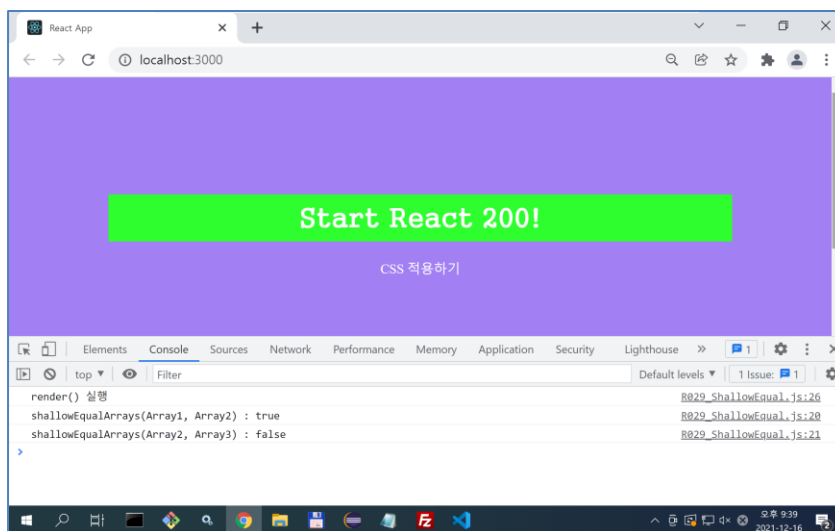 React App
localhost:3000
Start React 200!
CSS 적용하기
Elements Console Sources Network Performance Memory Application Security Lighthouse » 1
top ▼ Filter Default levels ▼ 1 Issue: 1
render() 실행 R029_ShallowEqual.js:26
shallowEqualArrays(Array1, Array2) : true R029_ShallowEqual.js:20
shallowEqualArrays(Array2, Array3) : false R029_ShallowEqual.js:21
>
오후 9:39
2021-12-16